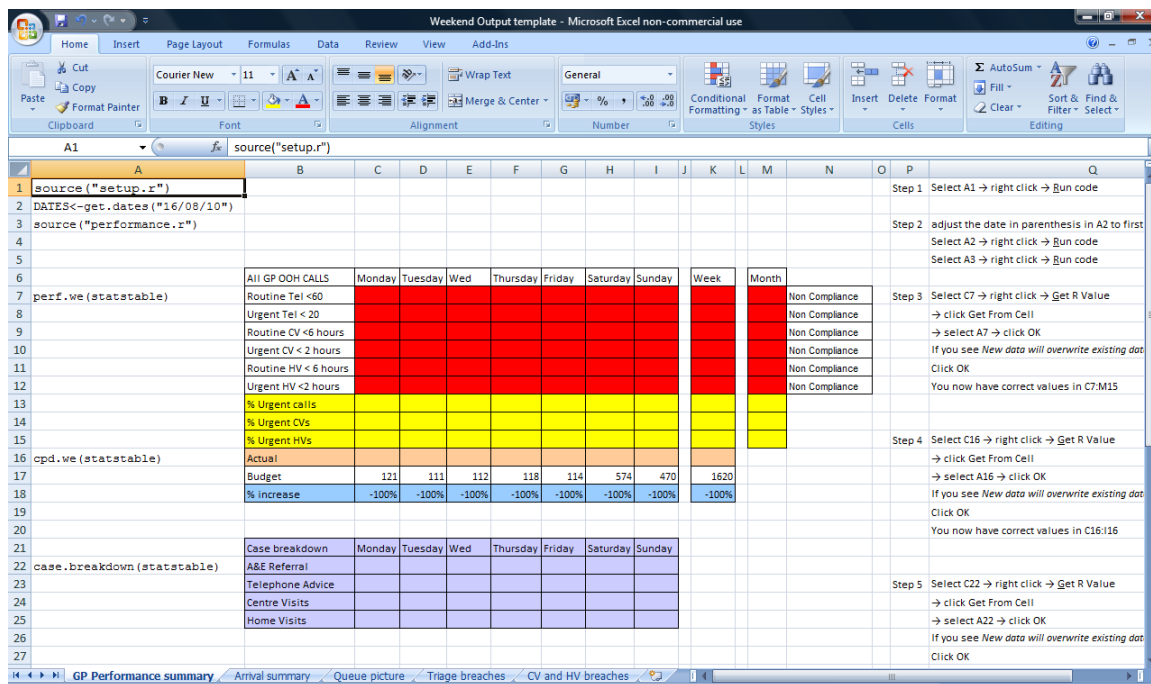 Weekend Output template - Microsoft Excel non-commercial use
Home Insert Page Layout Formulas Data Review View Add-Ins
Paste
Cut
Copy
Format Painter
Clipboard
Courier New 11
B I U
Font
Wrap Text
Merge & Center
Alignment
General
% ,
Number
Conditional Formatting
Format as Table
Cell Styles
Styles
Insert Delete Format
Cells
Σ AutoSum
Fill
Clear
Sort & Filter
Find & Select
Editing
A1 fx source("setup.r")
A B C D E F G H I J K L M N O P Q
1 source("setup.r") Step 1 Select A1 → right click → Run code
2 DATES<-get.dates("16/08/10")
3 source("performance.r") Step 2 adjust the date in parenthesis in A2 to first
4 Select A2 → right click → Run code
5 Select A3 → right click → Run code
6 All GP OOH CALLS Monday Tuesday Wed Thursday Friday Saturday Sunday Week Month
7 perf.we(statstable) Routine Tel <60 Non Compliance Step 3 Select C7 → right click → Get R Value
8 Urgent Tel < 20 Non Compliance → click Get From Cell
9 Routine CV <6 hours Non Compliance → select A7 → click OK
10 Urgent CV < 2 hours Non Compliance If you see New data will overwrite existing dat
11 Routine HV < 6 hours Non Compliance Click OK
12 Urgent HV <2 hours Non Compliance You now have correct values in C7:M15
13 % Urgent calls
14 % Urgent CVs
15 % Urgent HVs Step 4 Select C16 → right click → Get R Value
16 cpd.we(statstable) Actual → click Get From Cell
17 Budget 121 111 112 118 114 574 470 1620 → select A16 → click OK
18 % increase -100% -100% -100% -100% -100% -100% -100% -100% If you see New data will overwrite existing dat
19 Click OK
20 You now have correct values in C16:I16
21 Case breakdown Monday Tuesday Wed Thursday Friday Saturday Sunday
22 case.breakdown(statstable) A&E Referral
23 Telephone Advice Step 5 Select C22 → right click → Get R Value
24 Centre Visits → click Get From Cell
25 Home Visits → select A22 → click OK
26 If you see New data will overwrite existing dat
27 Click OK
GP Performance summary Arrival summary Queue picture Triage breaches CV and HV breaches